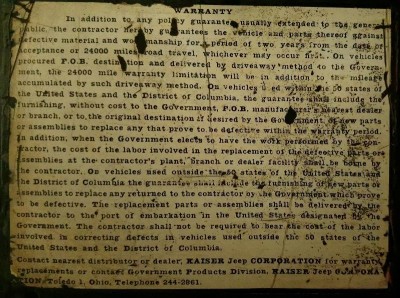 WARRANTY
In addition to any policy guarantee usually extended to the general
public, the contractor hereby guarantees the vehicle and parts thereof against
defective material and workmanship for a period of two years from the date of
acceptance or 24000 miles road travel, whichever may occur first. On vehicles
procured F.O.B. destination and delivered by driveaway method to the Govern-
ment, the 24000 mile warranty limitation will be in addition to the mileage
accumulated by such driveaway method. On vehicles used within the 50 states of
the United States and the District of Columbia, the guarantee shall include the
furnishing, without cost to the Government, F.O.B. manufacturer's nearest dealer
or branch, or to the original destination if desired by the Government, of new parts
or assemblies to replace any that prove to be defective within the warranty period.
In addition, when the Government elects to have the work performed by the con-
tractor, the cost of the labor involved in the replacement of the defective parts or
assemblies at the contractor's plant, branch or dealer facility shall be borne by
the contractor. On vehicles used outside the 50 states of the United States and
the District of Columbia the guarantee shall include the furnishing of new parts or
assemblies to replace any returned to the contractor by the Government which prove
to be defective. The replacement parts or assemblies shall be delivered by the
contractor to the port of embarkation in the United States designated by the
Government. The contractor shall not be required to bear the cost of the labor
involved in correcting defects in vehicles used outside the 50 states of the
United States and the District of Columbia.
Contact nearest distributor or dealer, KAISER Jeep CORPORATION for warranty
replacements or contact Government Products Division, KAISER Jeep CORPORA-
TION, Toledo 1, Ohio. Telephone 244-3861.